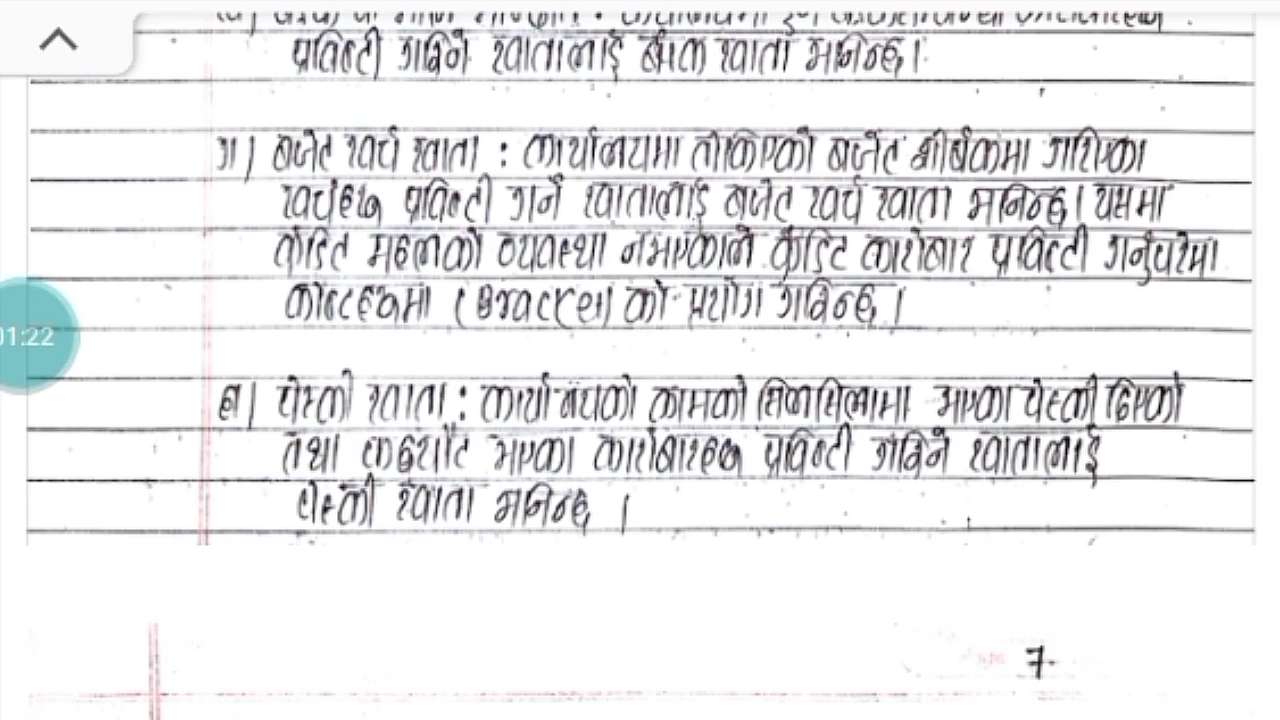 प्रविष्टी गरिने खातालाई बैंक खाता भनिन्छ।
ग) बजेट खर्च खाता : कार्यालयमा तोकिएको बजेट शीर्षकमा गरिएका
खर्चहरु प्रविष्टी गर्ने खातालाई बजेट खर्च खाता भनिन्छ। यसमा
क्रेडिट महलको व्यवस्था नभएकाले क्रेडिट कारोबार प्रविष्टी गर्नुपरेमा
कोष्टहरुमा (Bracket) को प्रयोग गरिन्छ।
पेश्की खाता : कार्यालयको कामको सिलसिलामा भएका पेश्की दिएको
तथा फछ्यौट भएका कारोबारहरु प्रविष्टी गरिने खातालाई
पेश्की खाता भनिन्छ ।
01:22
7.